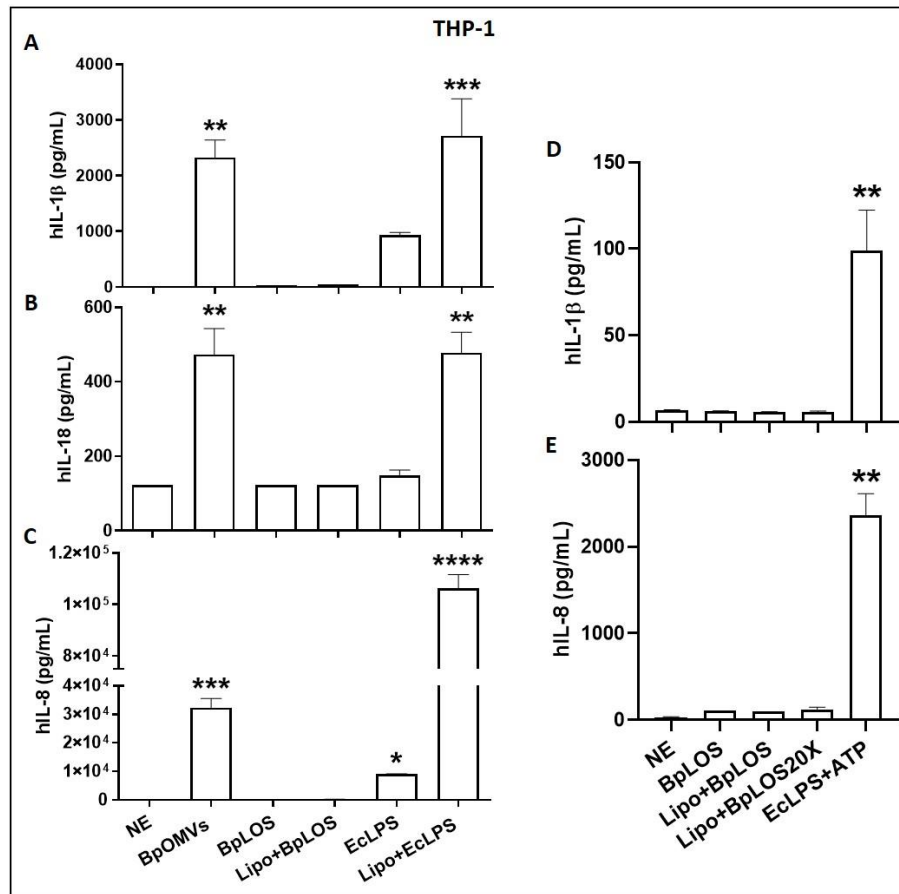 THP-1
A
hIL-1β (pg/mL)
4000
3000
2000
1000
0
**
***
B
hIL-18 (pg/mL)
600
400
200
0
**
**
C
hIL-8 (pg/mL)
1.2×10⁵
1×10⁵
8×10⁴
4×10⁴
3×10⁴
2×10⁴
1×10⁴
0
***
*
****
NE
BpOMVs
BpLOS
Lipo+BpLOS
EcLPS
Lipo+EcLPS
D
hIL-1β (pg/mL)
150
100
50
0
**
E
hIL-8 (pg/mL)
3000
2000
1000
0
**
NE
BpLOS
Lipo+BpLOS
Lipo+BpLOS20X
EcLPS+ATP